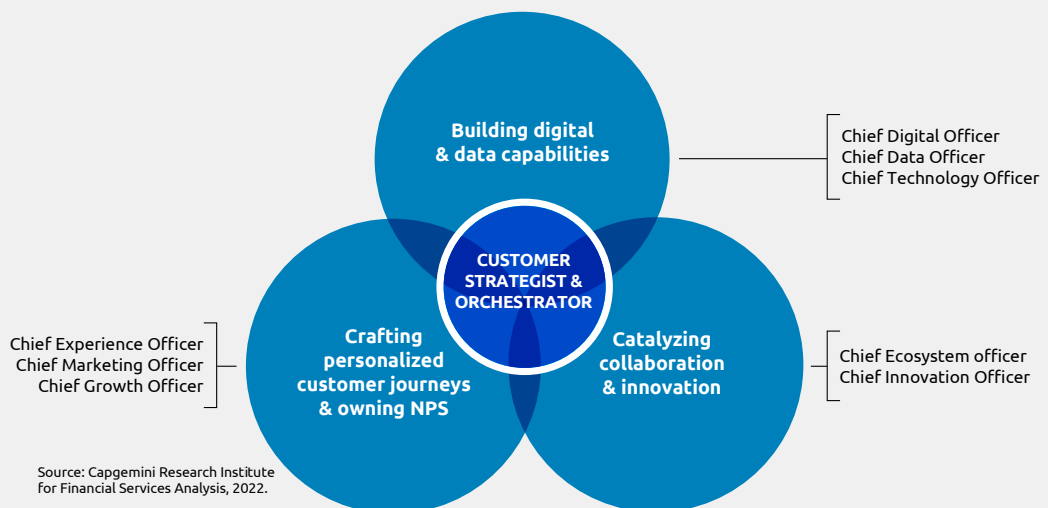 Building digital
& data capabilities
Chief Digital Officer
Chief Data Officer
Chief Technology Officer
CUSTOMER
STRATEGIST &
ORCHESTRATOR
Chief Experience Officer
Chief Marketing Officer
Chief Growth Officer
Crafting
personalized
customer journeys
& owning NPS
Catalyzing
collaboration
& innovation
Chief Ecosystem officer
Chief Innovation Officer
Source: Capgemini Research Institute
for Financial Services Analysis, 2022.